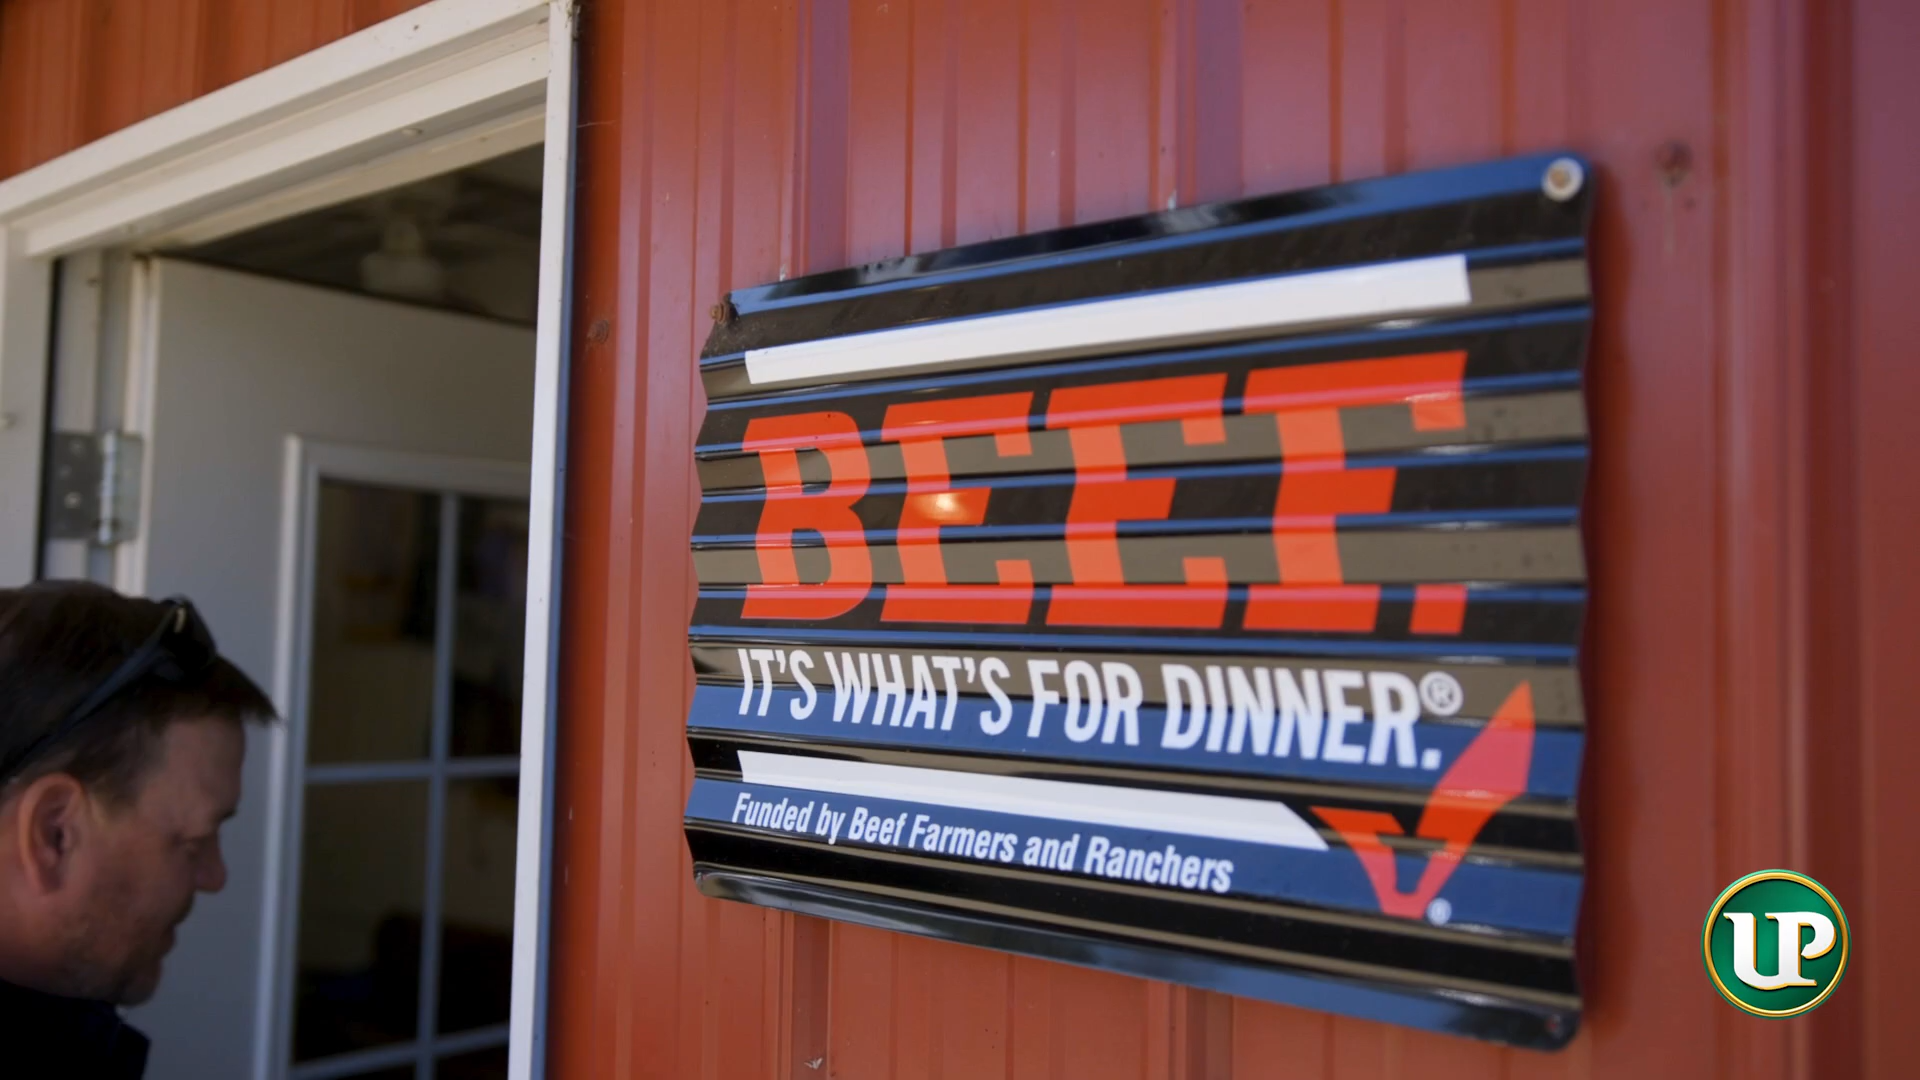 BEEF.
IT'S WHAT'S FOR DINNER.®
Funded by Beef Farmers and Ranchers
®
UP